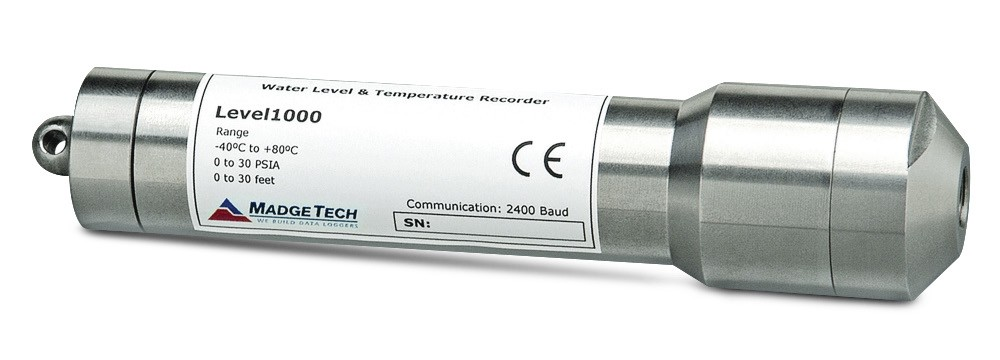 Water Level & Temperature Recorder
Level1000
Range
-40ºC to +80ºC
0 to 30 PSIA
0 to 30 feet
CE
MADGETECH
WE BUILD DATA LOGGERS
Communication: 2400 Baud
SN: